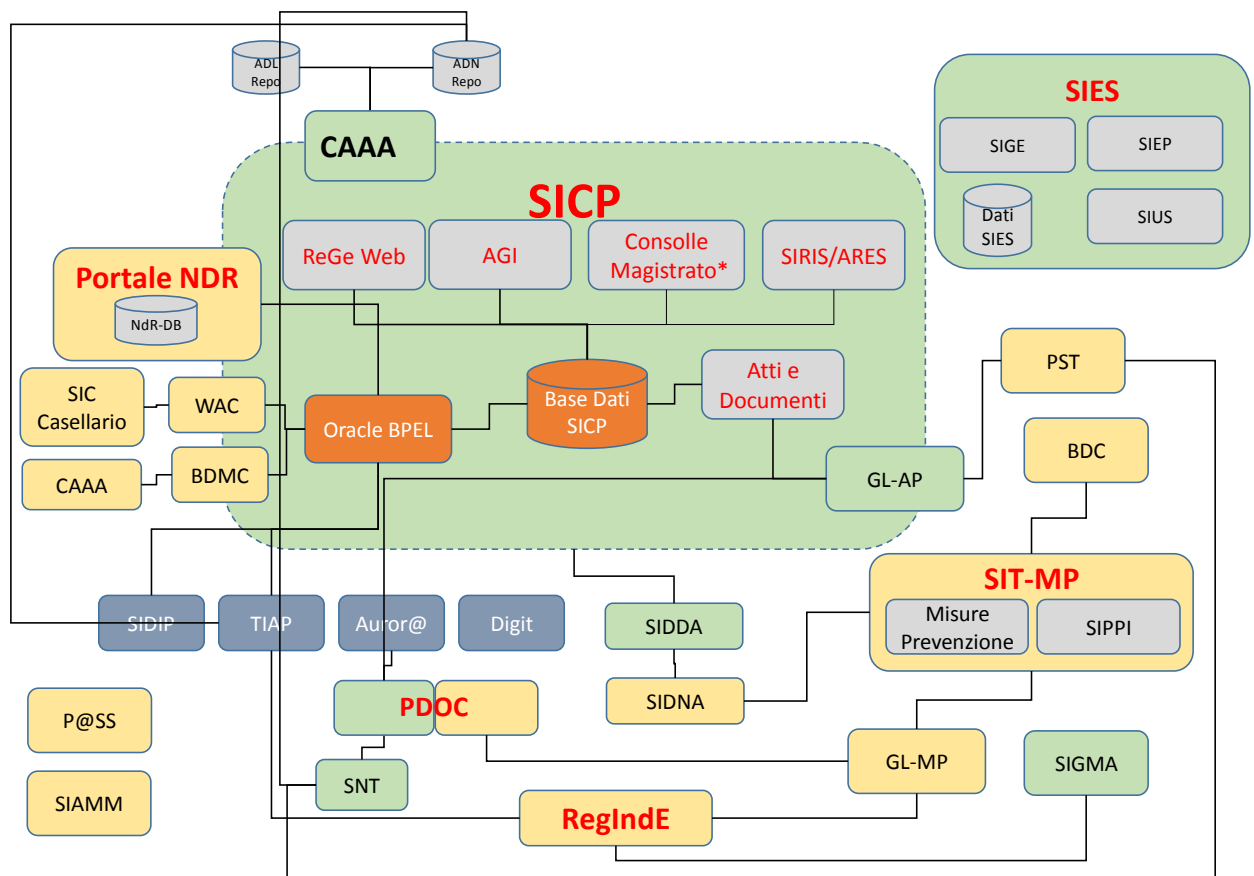 ADL
Repo
ADN
Repo
SIES
SIGE
SIEP
Dati
SIES
SIUS
CAAA
SICP
ReGe Web
AGI
Consolle
Magistrato*
SIRIS/ARES
Portale NDR
NdR-DB
SIC
Casellario
WAC
Oracle BPEL
Base Dati
SICP
Atti e
Documenti
PST
CAAA
BDMC
GL-AP
BDC
SIDIP
TIAP
Auror@
Digit
SIDDA
SIT-MP
Misure
Prevenzione
SIPPI
P@SS
PDOC
SIDNA
SIAMM
SNT
GL-MP
SIGMA
RegIndE